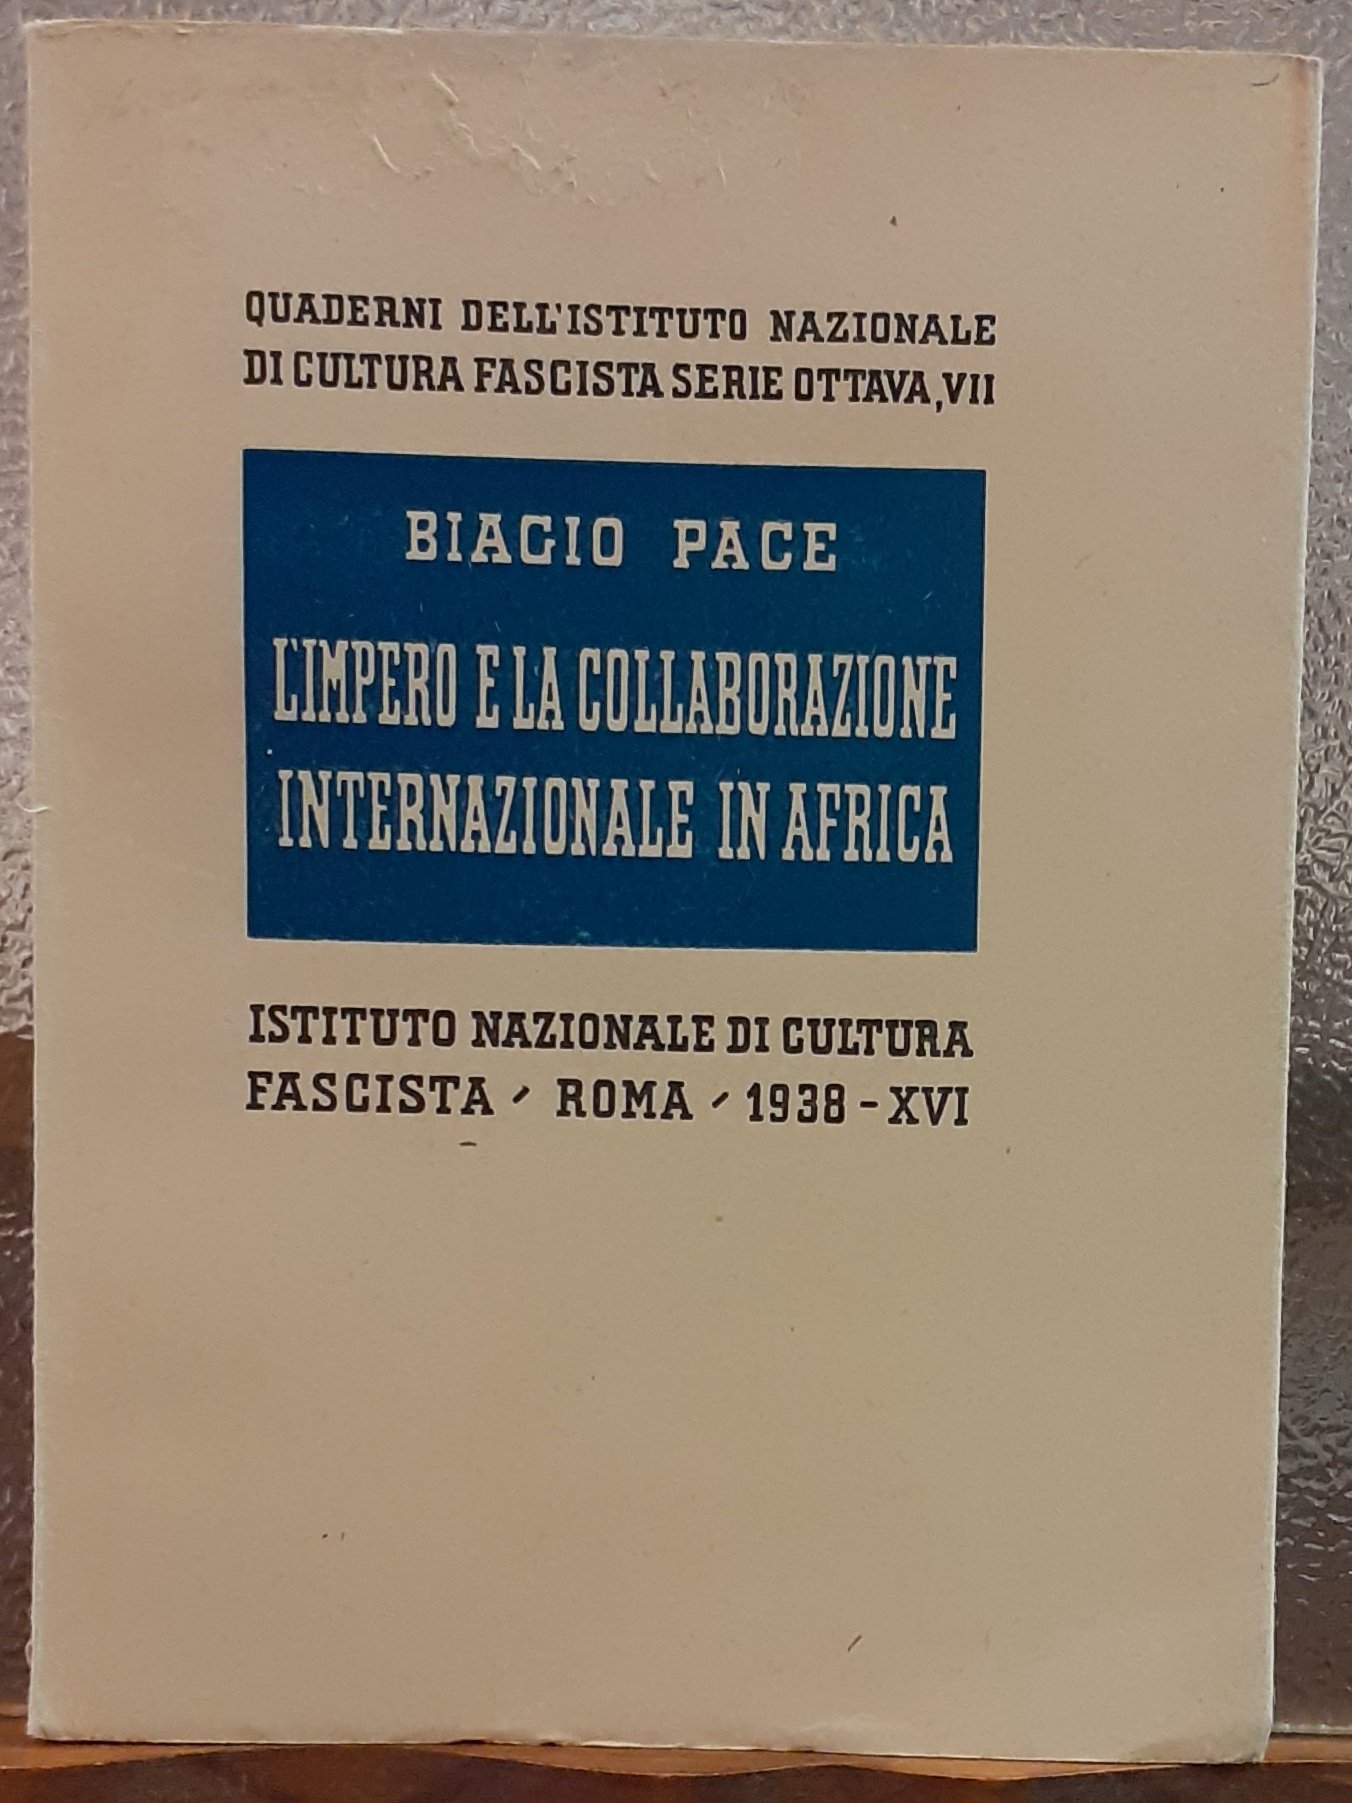 QUADERNI DELL'ISTITUTO NAZIONALE
DI CULTURA FASCISTA SERIE OTTAVA, VII
BIAGIO PACE
L'IMPERO E LA COLLABORAZIONE
INTERNAZIONALE IN AFRICA
ISTITUTO NAZIONALE DI CULTURA
FASCISTA - ROMA - 1938 - XVI